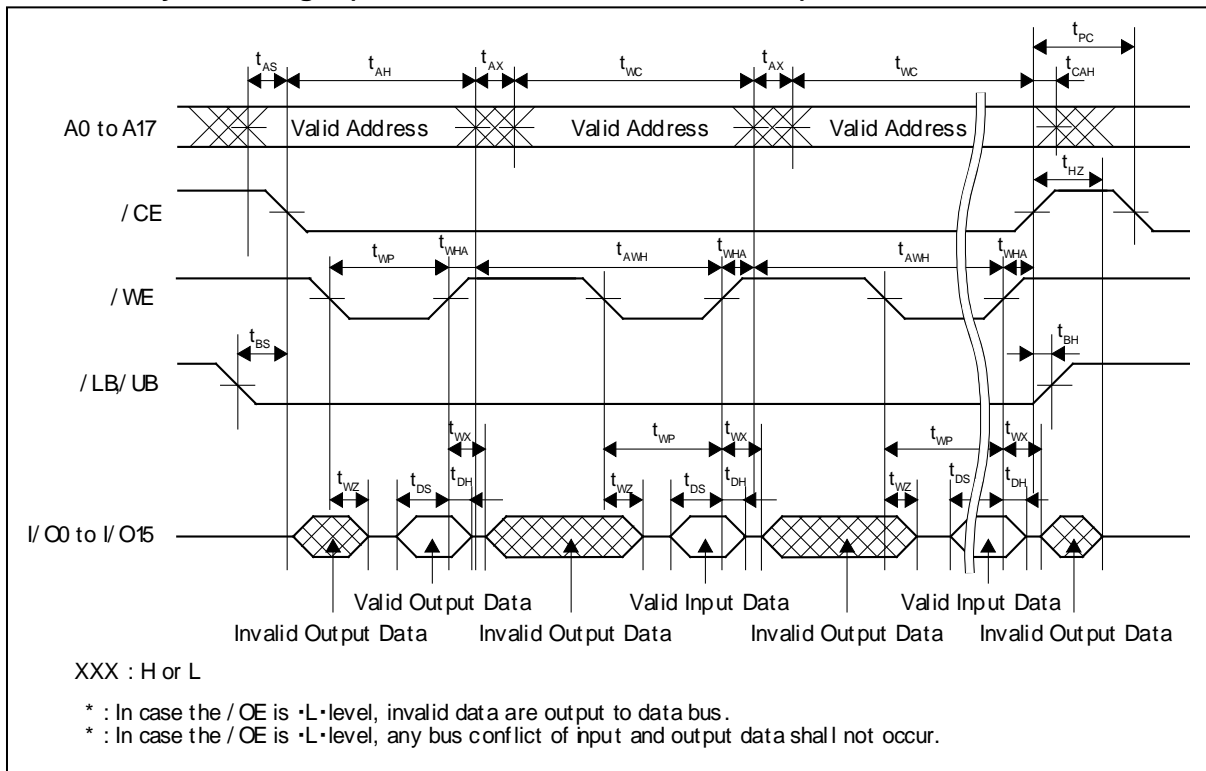 tPC
tAS tAH tAX tWC tAX tWC tCAH
A0 to A17 Valid Address Valid Address Valid Address
tHZ
/CE
tWP tWHA tAWH tWHA tAWH tWHA
/WE
tBS tBH
/LB,/UB
tWX tWP tWX tWP tWX
tWZ tDS tDH tWZ tDS tDH tWZ tDS tDH
I/O0 to I/O15
Valid Output Data Valid Input Data Valid Input Data
Invalid Output Data Invalid Output Data Invalid Output Data Invalid Output Data
XXX : H or L
* : In case the /OE is ・L・level, invalid data are output to data bus.
* : In case the /OE is ・L・level, any bus conflict of input and output data shall not occur.